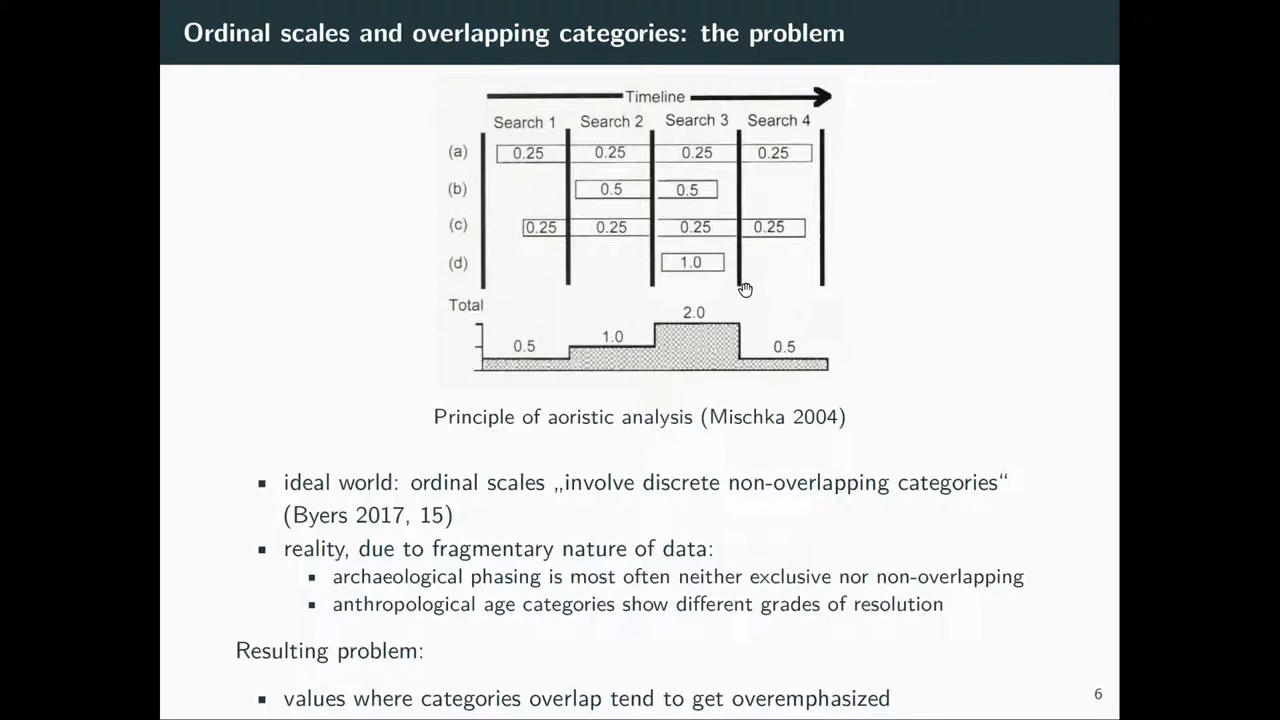 Ordinal scales and overlapping categories: the problem
Timeline
Search 1 Search 2 Search 3 Search 4
(a) 0.25 0.25 0.25 0.25
(b) 0.5 0.5
(c) 0.25 0.25 0.25 0.25
(d) 1.0
Total
0.5 1.0 2.0 0.5
Principle of aoristic analysis (Mischka 2004)
▪ ideal world: ordinal scales „involve discrete non-overlapping categories“
(Byers 2017, 15)
▪ reality, due to fragmentary nature of data:
▪ archaeological phasing is most often neither exclusive nor non-overlapping
▪ anthropological age categories show different grades of resolution
Resulting problem:
▪ values where categories overlap tend to get overemphasized
6